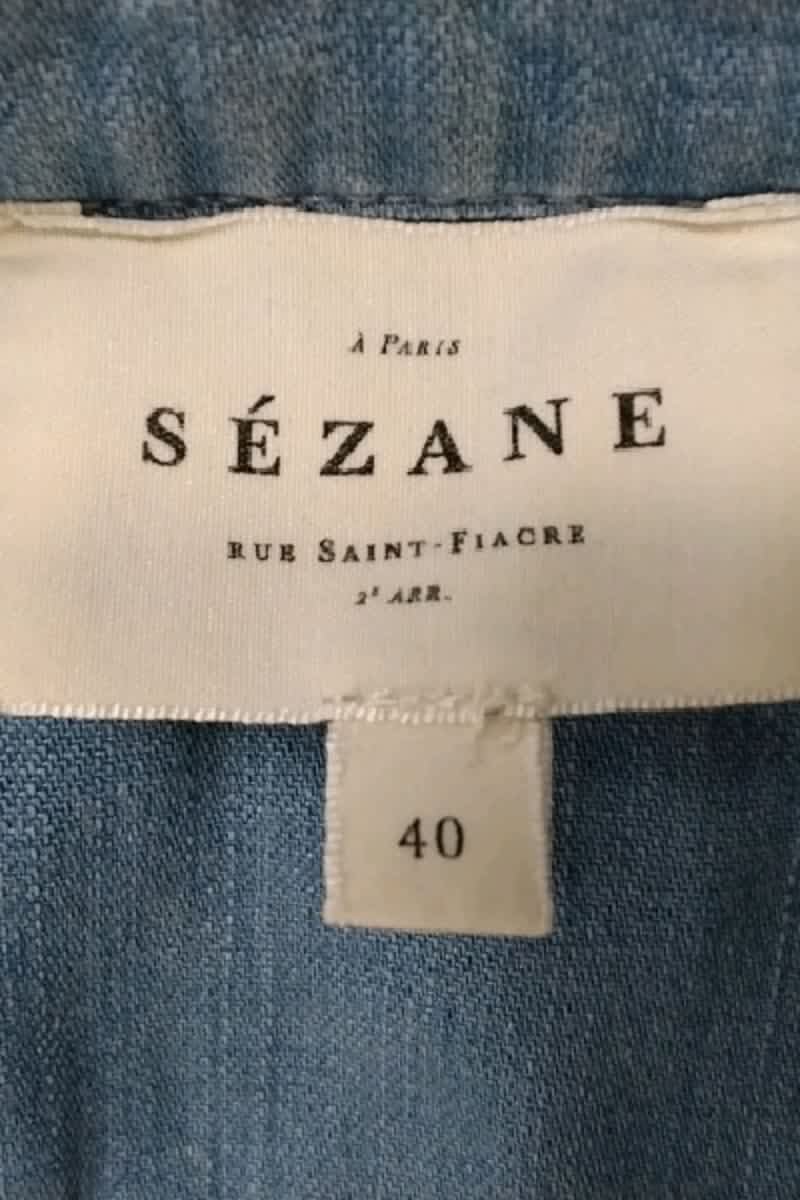 À PARIS
SÉZANE
RUE SAINT-FIACRE
2E ARR.
40